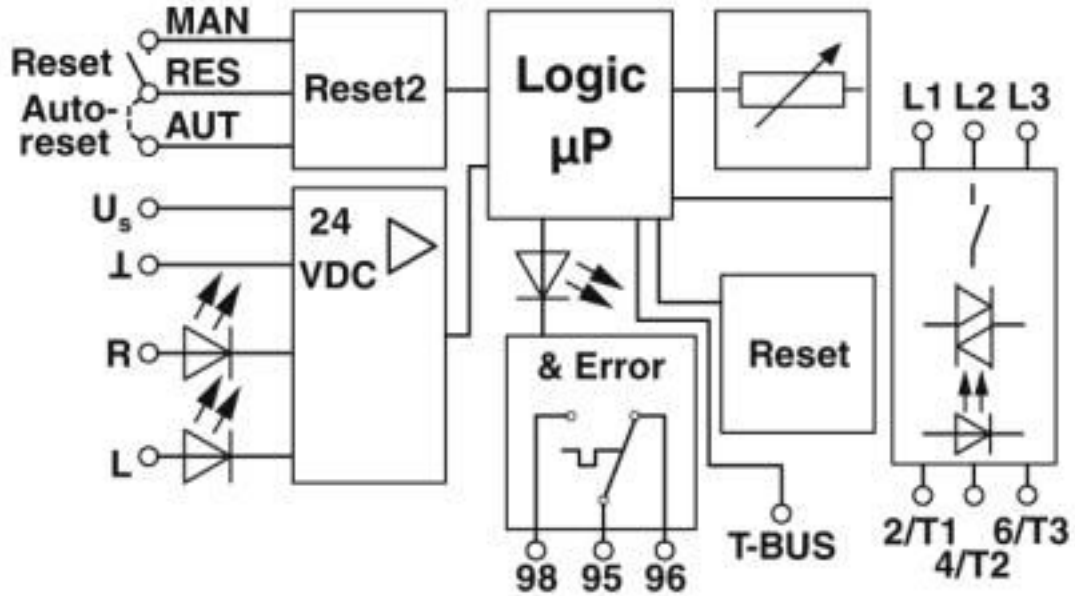 MAN
Reset
RES
Auto-
reset
AUT
Reset2
Logic
µP
L1 L2 L3
Us
⊥
R
L
24
VDC
& Error
Reset
98 95 96
T-BUS
2/T1
4/T2
6/T3